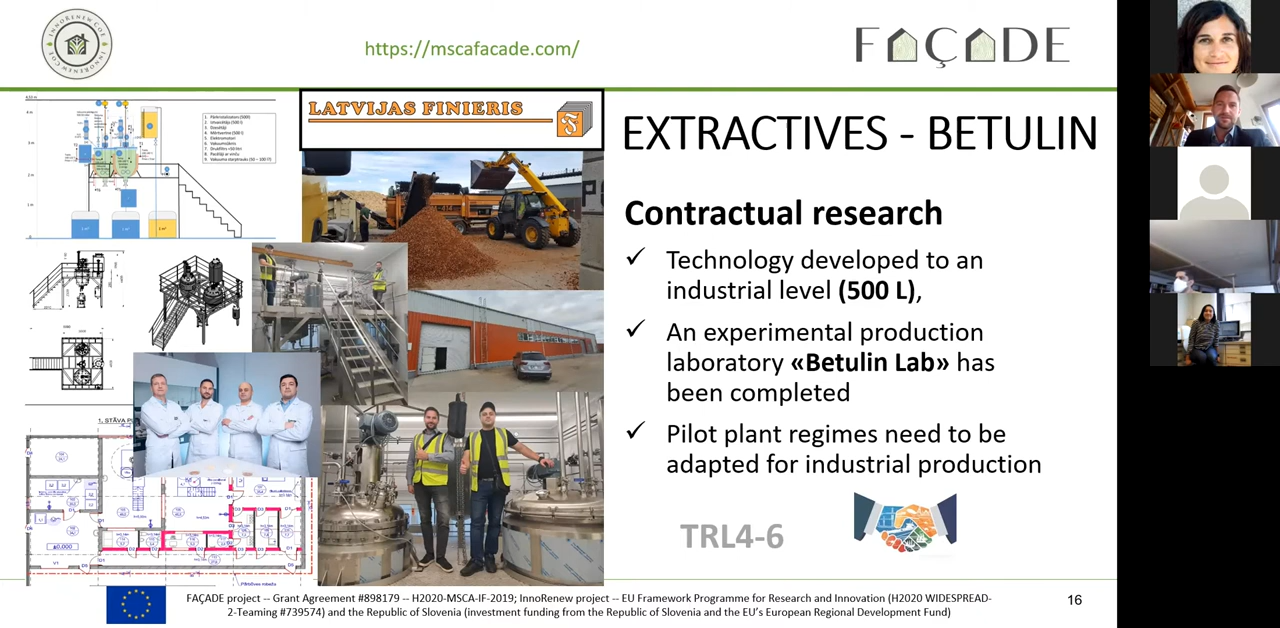 INNORENEW COE
INNORENEW COE
https://mscafacade.com/
FAÇADE
LATVIJAS FINIERIS
EXTRACTIVES - BETULIN
Contractual research
✓ Technology developed to an
industrial level (500 L),
✓ An experimental production
laboratory «Betulin Lab» has
been completed
✓ Pilot plant regimes need to be
adapted for industrial production
TRL4-6
1. STĀVA
FAÇADE project -- Grant Agreement #898179 -- H2020-MSCA-IF-2019; InnoRenew project -- EU Framework Programme for Research and Innovation (H2020 WIDESPREAD-
2-Teaming #739574) and the Republic of Slovenia (investment funding from the Republic of Slovenia and the EU's European Regional Development Fund)
16